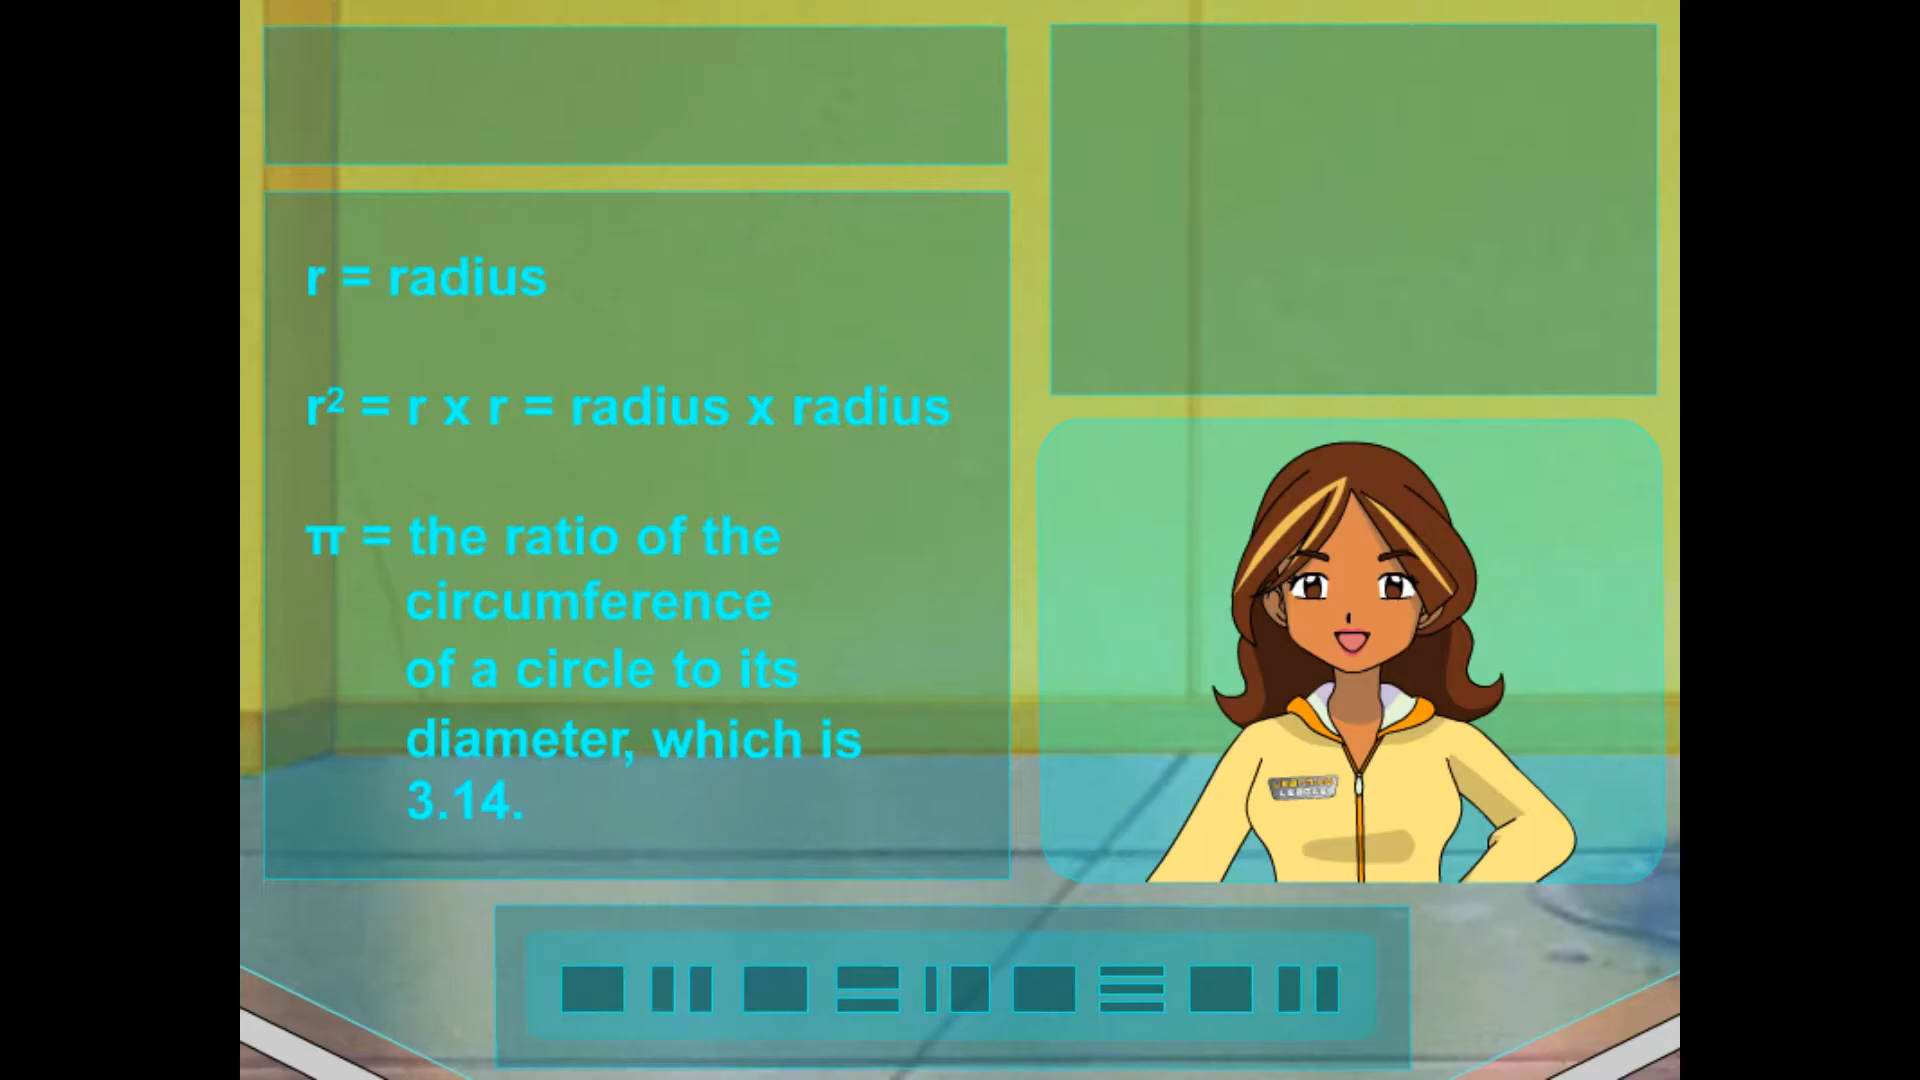 r = radius
r² = r x r = radius x radius
π = the ratio of the
circumference
of a circle to its
diameter, which is
3.14.